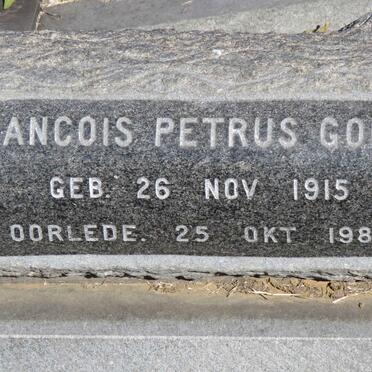 ANCOIS PETRUS GO
GEB. 26 NOV 1915
OORLEDE. 25 OKT 198